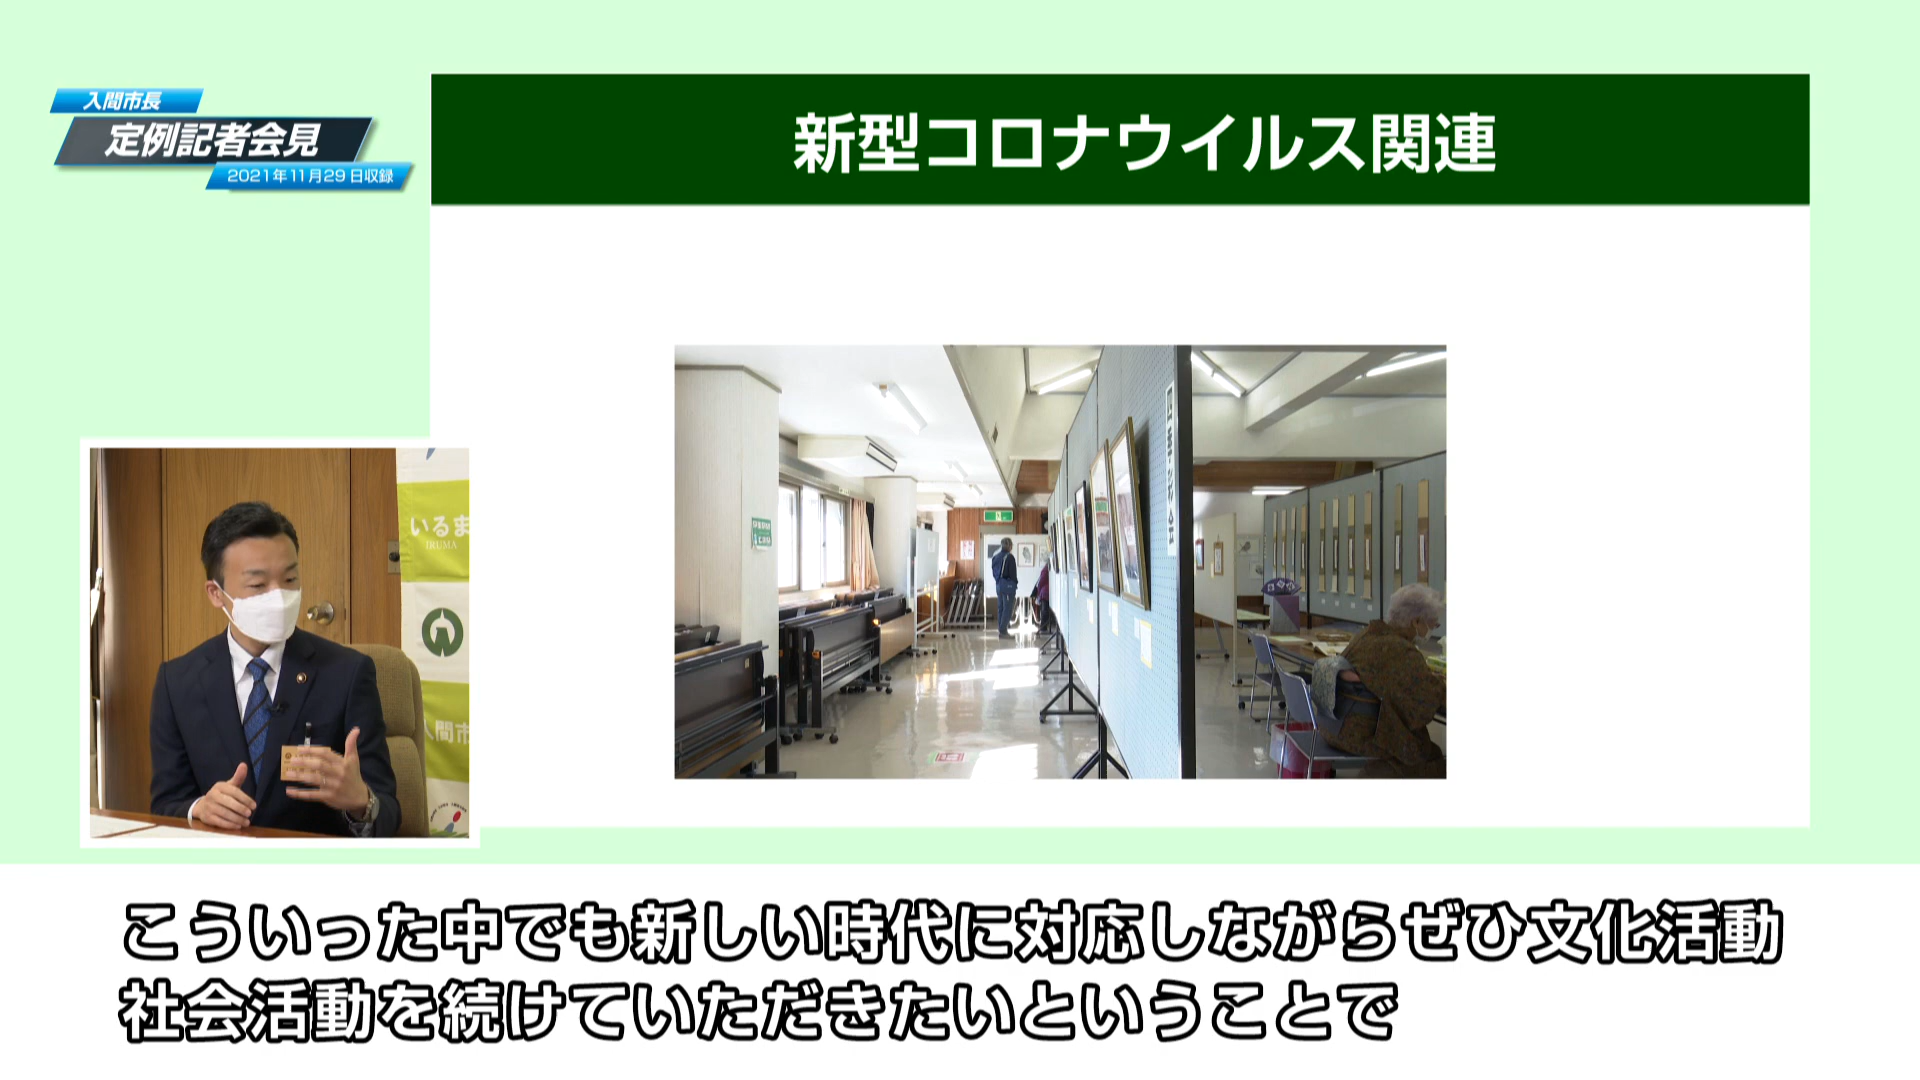 入間市長
定例記者会見
2021年11月29日収録
新型コロナウイルス関連
いるま
IRUMA
入間市
こういった中でも新しい時代に対応しながらぜひ文化活動
社会活動を続けていただきたいということで